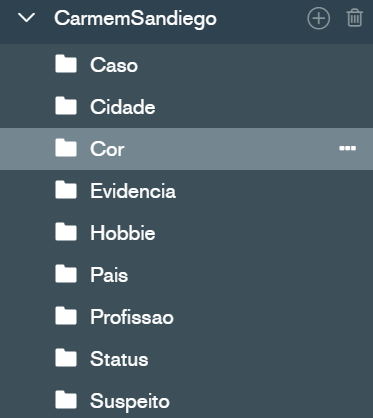 CarmemSandiego
Caso
Cidade
Cor
Evidencia
Hobbie
Pais
Profissao
Status
Suspeito